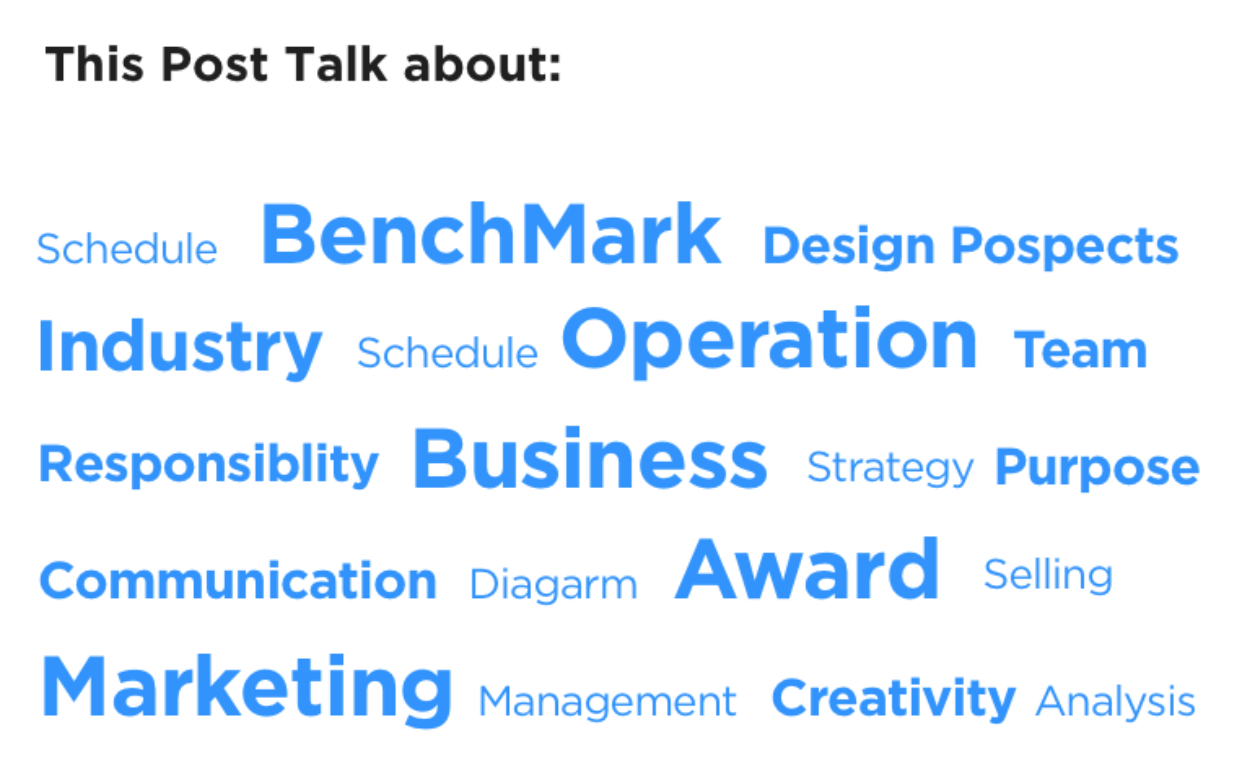 This Post Talk about:
Schedule BenchMark Design Pospects
Industry Schedule Operation Team
Responsiblity Business Strategy Purpose
Communication Diagarm Award Selling
Marketing Management Creativity Analysis